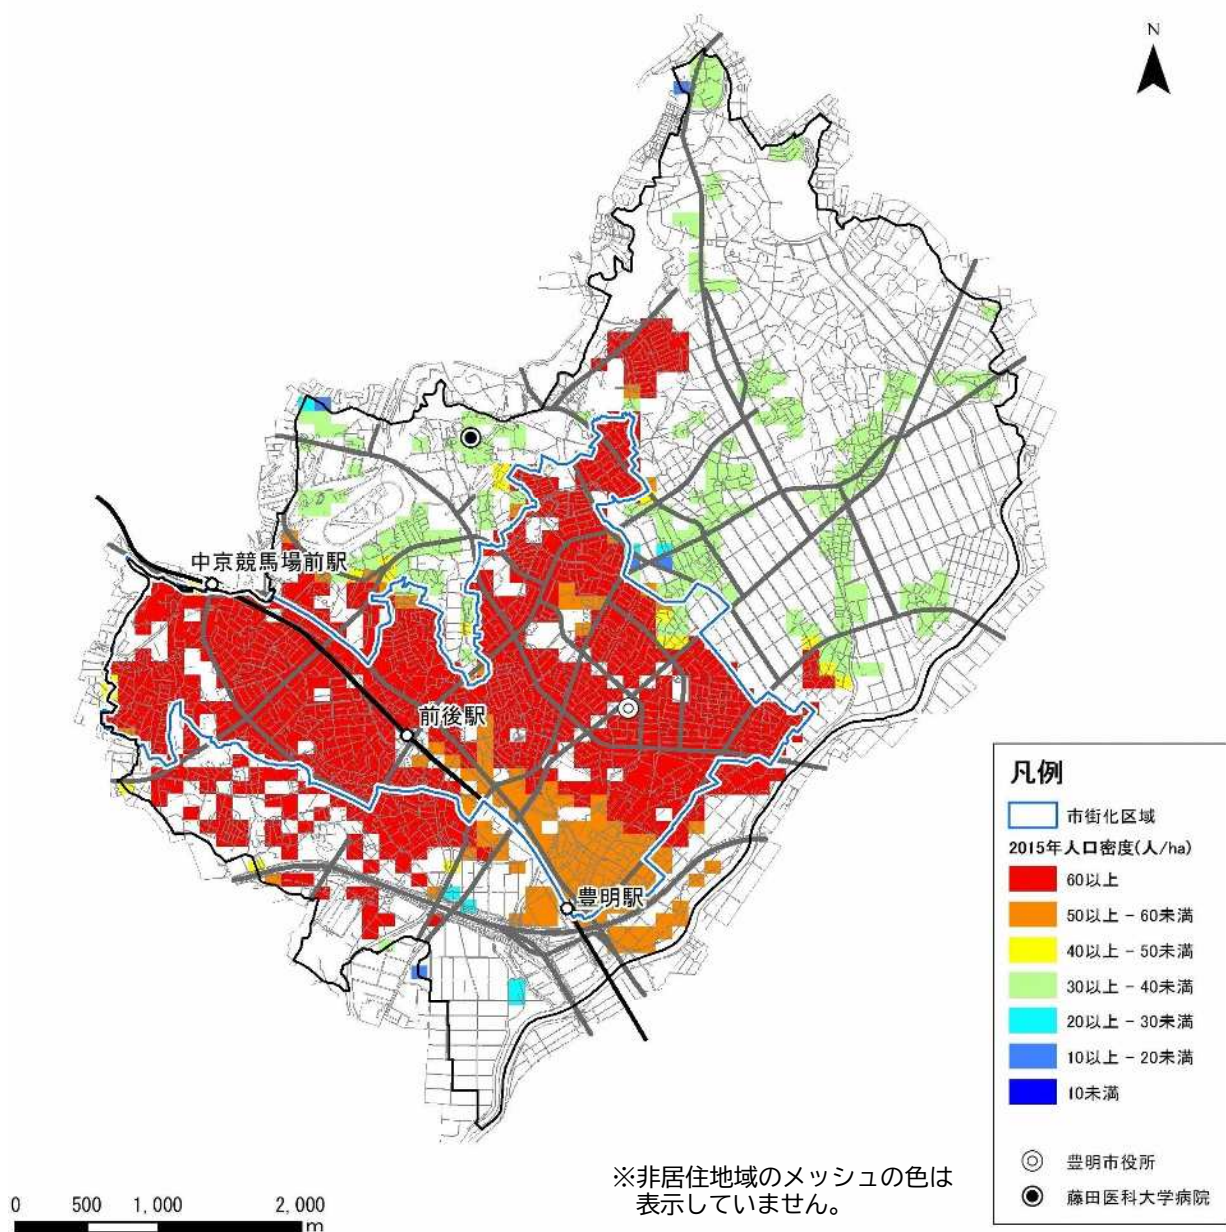 N
中京競馬場前駅
前後駅
豊明駅
凡例
市街化区域
2015年人口密度(人/ha)
60以上
50以上 - 60未満
40以上 - 50未満
30以上 - 40未満
20以上 - 30未満
10以上 - 20未満
10未満
豊明市役所
藤田医科大学病院
※非居住地域のメッシュの色は
表示していません。
0 500 1,000 2,000
m